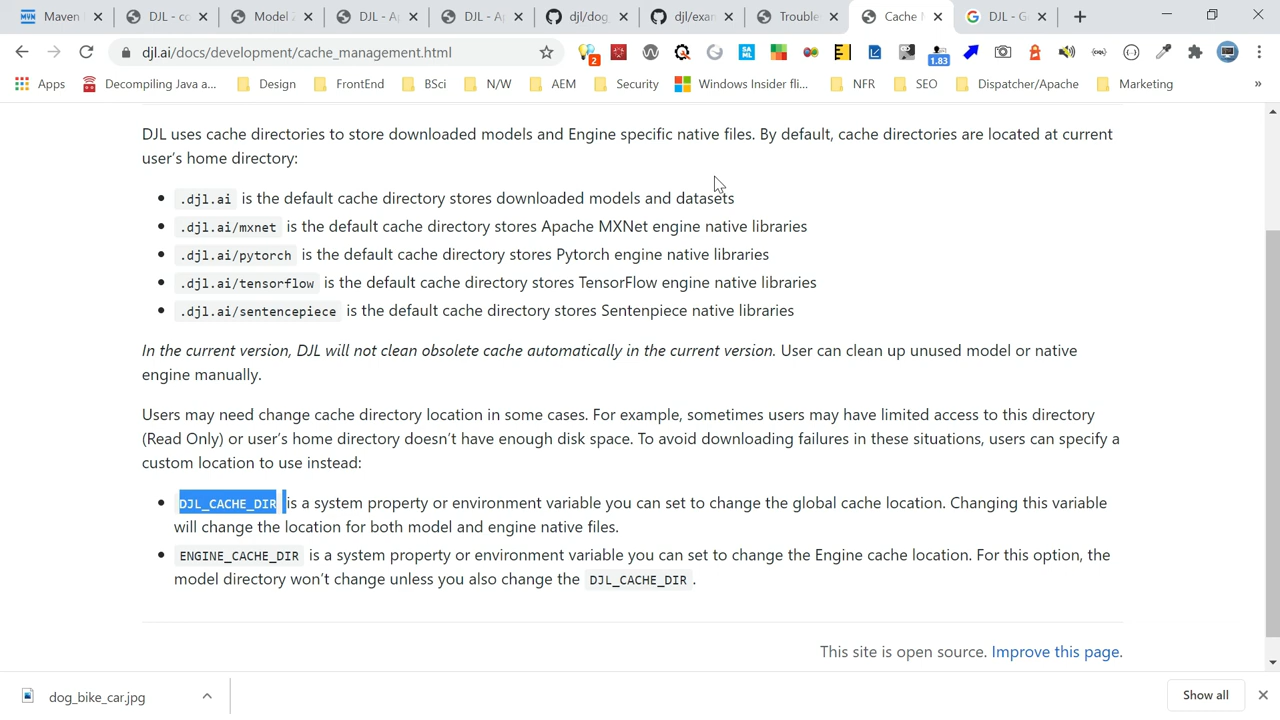 Maven
DJL - co
Model Z
DJL - A
DJL - A
djl/dog_
djl/exan
Trouble
Cache M
DJL - G
djl.ai/docs/development/cache_management.html
2
1.83
Apps
Decompiling Java a...
Design
FrontEnd
BSci
N/W
AEM
Security
Windows Insider fli...
NFR
SEO
Dispatcher/Apache
Marketing
»
DJL uses cache directories to store downloaded models and Engine specific native files. By default, cache directories are located at current
user's home directory:
.djl.ai is the default cache directory stores downloaded models and datasets
.djl.ai/mxnet is the default cache directory stores Apache MXNet engine native libraries
.djl.ai/pytorch is the default cache directory stores Pytorch engine native libraries
.djl.ai/tensorflow is the default cache directory stores TensorFlow engine native libraries
.djl.ai/sentencepiece is the default cache directory stores Sentenpiece native libraries
In the current version, DJL will not clean obsolete cache automatically in the current version. User can clean up unused model or native
engine manually.
Users may need change cache directory location in some cases. For example, sometimes users may have limited access to this directory
(Read Only) or user's home directory doesn't have enough disk space. To avoid downloading failures in these situations, users can specify a
custom location to use instead:
DJL_CACHE_DIR is a system property or environment variable you can set to change the global cache location. Changing this variable
will change the location for both model and engine native files.
ENGINE_CACHE_DIR is a system property or environment variable you can set to change the Engine cache location. For this option, the
model directory won't change unless you also change the DJL_CACHE_DIR.
This site is open source. Improve this page.
dog_bike_car.jpg
Show all